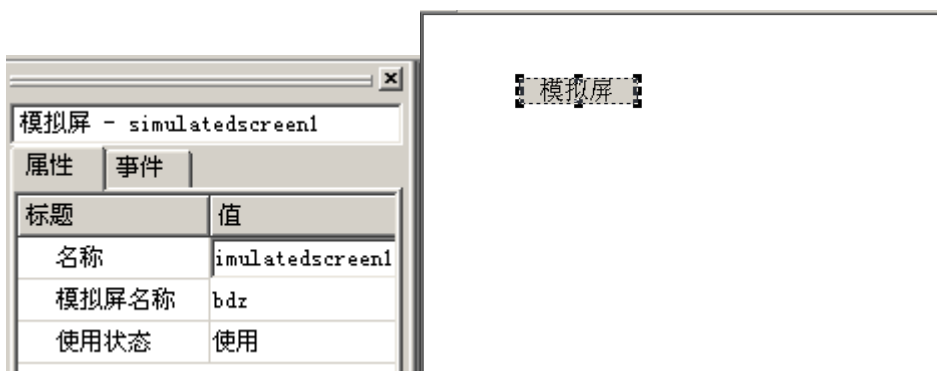 模拟屏 - simulatedscreen1
属性 事件
标题 值
名称 imulatedscreen1
模拟屏名称 bdz
使用状态 使用
模拟屏